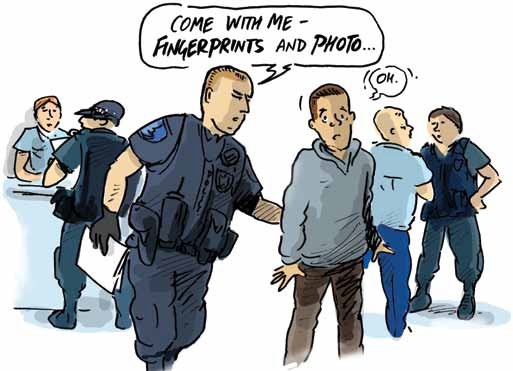 COME WITH ME -
FINGERPRINTS AND PHOTO...
OH.